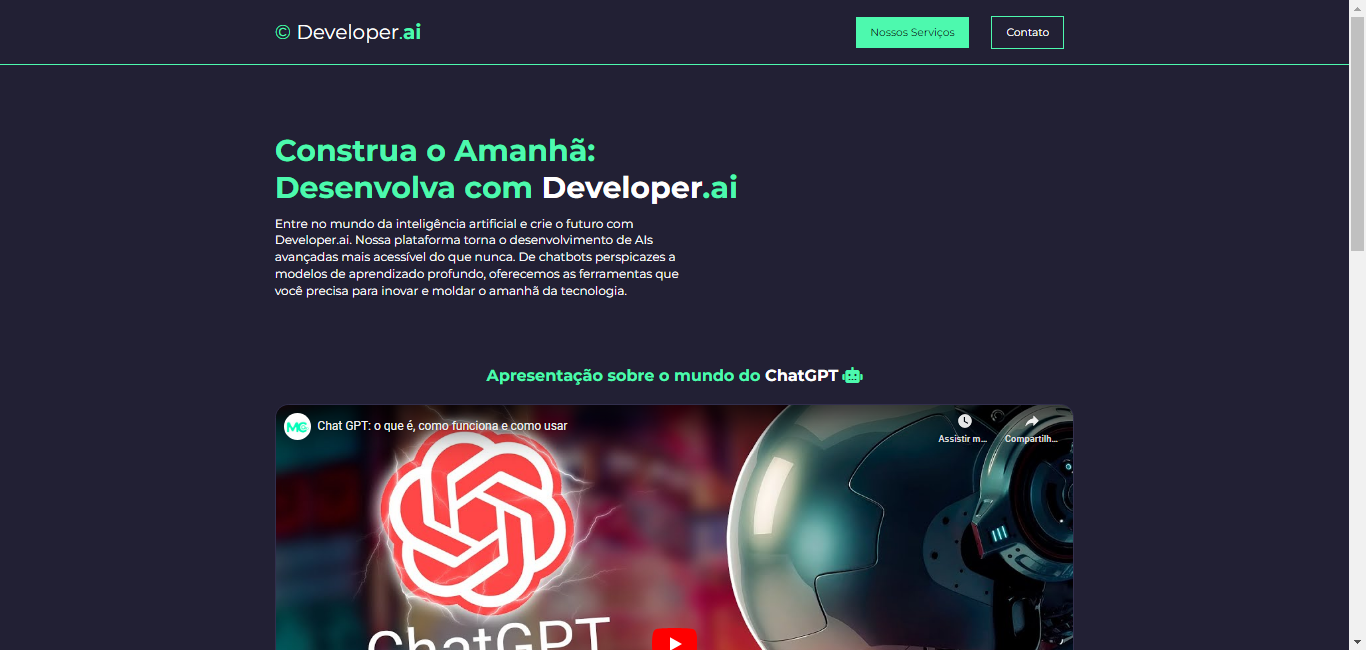 © Developer.ai
Nossos Serviços
Contato
Construa o Amanhã:
Desenvolva com Developer.ai
Entre no mundo da inteligência artificial e crie o futuro com
Developer.ai. Nossa plataforma torna o desenvolvimento de AIs
avançadas mais acessível do que nunca. De chatbots perspicazes a
modelos de aprendizado profundo, oferecemos as ferramentas que
você precisa para inovar e moldar o amanhã da tecnologia.
Apresentação sobre o mundo do ChatGPT
MG
Chat GPT: o que é, como funciona e como usar
Assistir m...
Compartilh...
ChatGPT